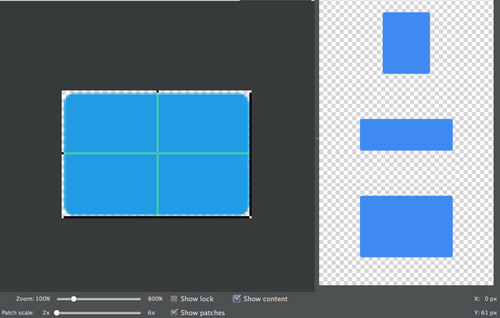 Zoom: 100% 800% Show lock Show content X: 0 px
Patch scale: 2x 6x Show patches Y: 61 px